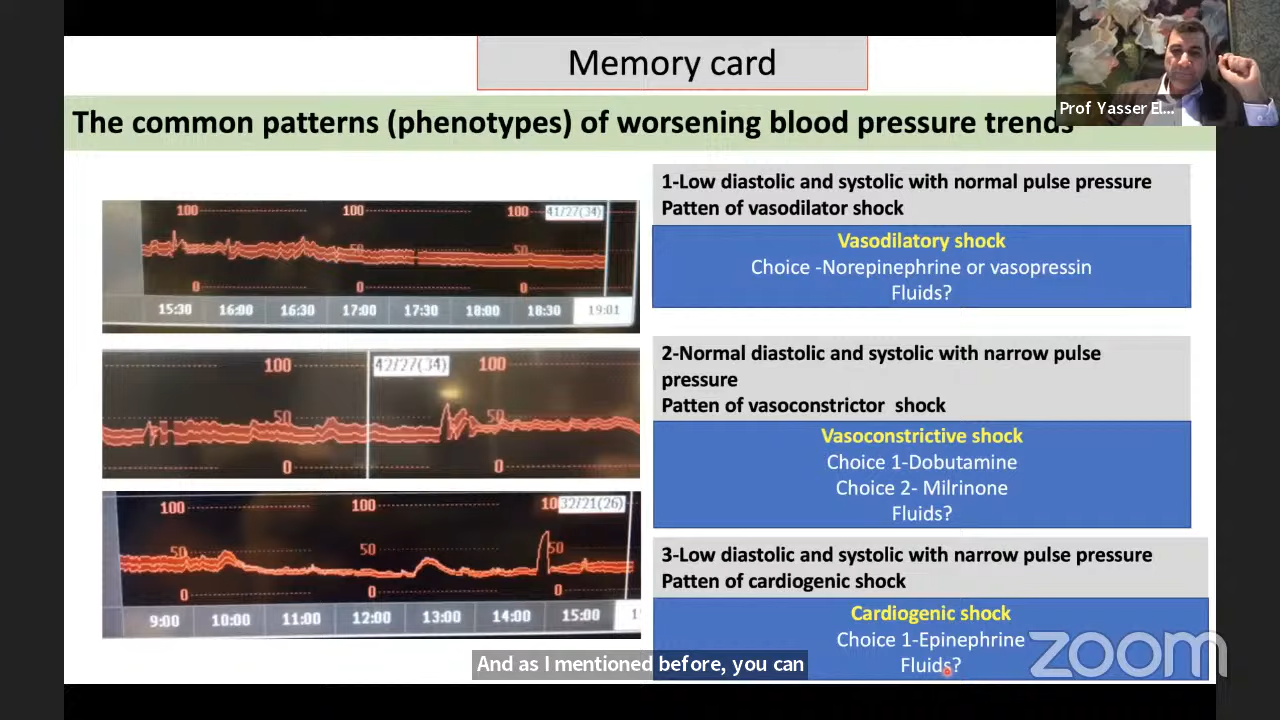 Memory card
The common patterns (phenotypes) of worsening blood pressure trends
Prof Yasser El...
100 100 100 41/27(34)
50 50
0 0 0
15:30 16:00 16:30 17:00 17:30 18:00 18:30 19:01
1-Low diastolic and systolic with normal pulse pressure
Patten of vasodilator shock
Vasodilatory shock
Choice -Norepinephrine or vasopressin
Fluids?
100 42/27(34) 100
50 50
0 0
2-Normal diastolic and systolic with narrow pulse
pressure
Patten of vasoconstrictor shock
Vasoconstrictive shock
Choice 1-Dobutamine
Choice 2- Milrinone
Fluids?
100 100 10 32/21(26)
50 50 50
0 0 0
9:00 10:00 11:00 12:00 13:00 14:00 15:00
3-Low diastolic and systolic with narrow pulse pressure
Patten of cardiogenic shock
Cardiogenic shock
Choice 1-Epinephrine
Fluids?
And as I mentioned before, you can
zoom